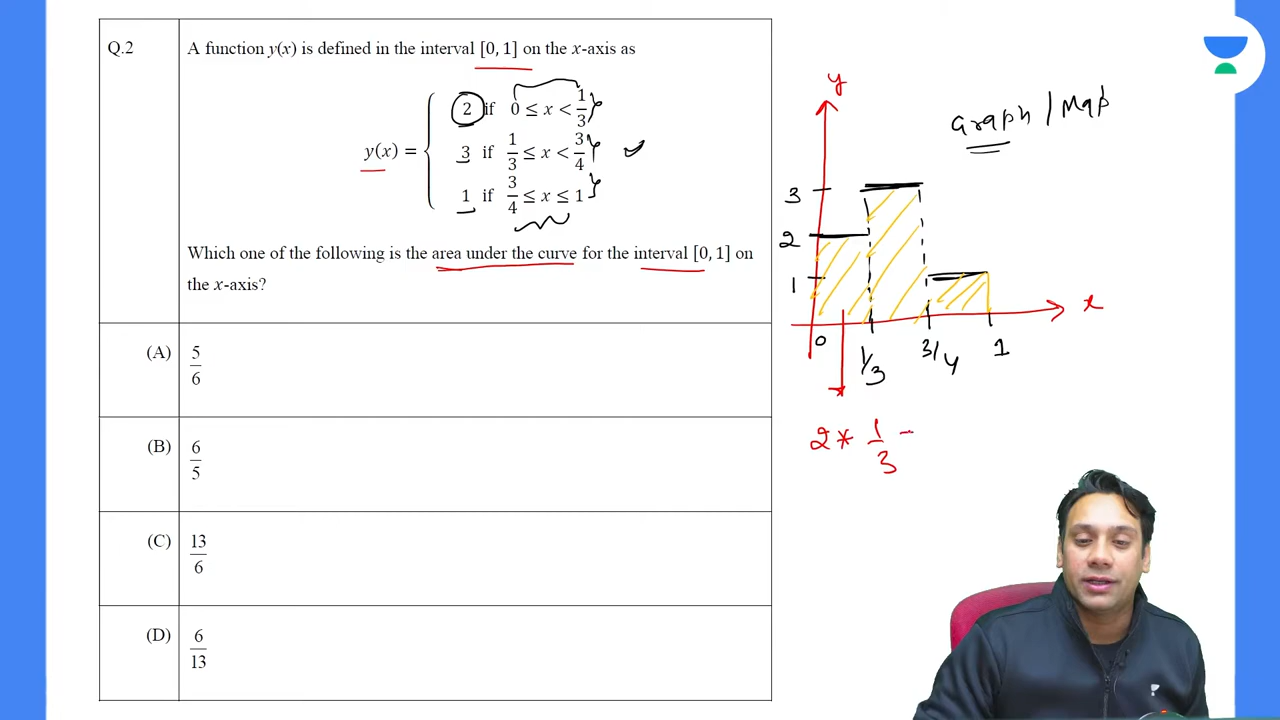 Q.2
A function y(x) is defined in the interval [0, 1] on the x-axis as
y(x) = { 2 if 0 ≤ x < 1/3
3 if 1/3 ≤ x < 3/4
1 if 3/4 ≤ x ≤ 1
Which one of the following is the area under the curve for the interval [0, 1] on
the x-axis?
(A) 5/6
(B) 6/5
(C) 13/6
(D) 6/13
Graph / Map
y
3
2
1
x
0 1/3 3/4 1
2 * 1/3